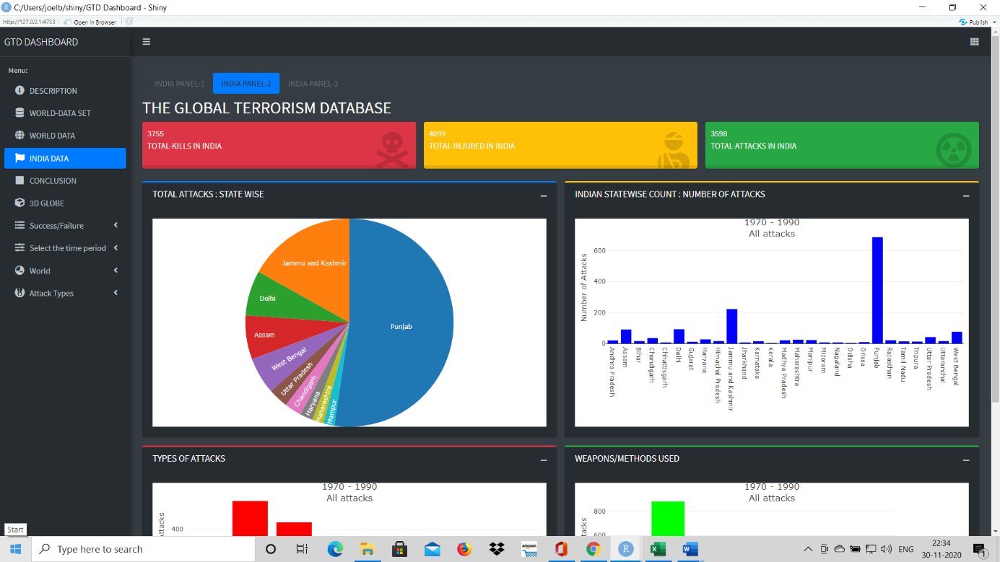 C:/Users/joelb/shiny/GTD Dashboard - Shiny
http://127.0.0.1:4753
Open in Browser
Publish
GTD DASHBOARD
Menu:
DESCRIPTION
WORLD-DATA SET
WORLD DATA
INDIA DATA
CONCLUSION
3D GLOBE
Success/Failure
Select the time period
World
Attack Types
INDIA PANEL-1
INDIA PANEL-2
INDIA PANEL-3
THE GLOBAL TERRORISM DATABASE
3755
TOTAL-KILLS IN INDIA
4099
TOTAL-INJURED IN INDIA
3598
TOTAL-ATTACKS IN INDIA
TOTAL ATTACKS : STATE WISE
Jammu and Kashmir
Delhi
Assam
West Bengal
Uttar Pradesh
Chandigarh
Haryana
Maharashtra
Manipur
Punjab
INDIAN STATEWISE COUNT : NUMBER OF ATTACKS
1970 - 1990
All attacks
Number of Attacks
600
400
200
0
Andhra Pradesh
Assam
Bihar
Chandigarh
Chhattisgarh
Delhi
Gujarat
Haryana
Himachal Pradesh
Jammu and Kashmir
Jharkhand
Karnataka
Kerala
Madhya Pradesh
Maharashtra
Manipur
Mizoram
Nagaland
Odisha
Orissa
Punjab
Rajasthan
Tamil Nadu
Tripura
Uttar Pradesh
Uttaranchal
West Bengal
TYPES OF ATTACKS
1970 - 1990
All attacks
400
WEAPONS/METHODS USED
1970 - 1990
All attacks
800
Start
Type here to search
amazon
ENG
22:34
30-11-2020
1